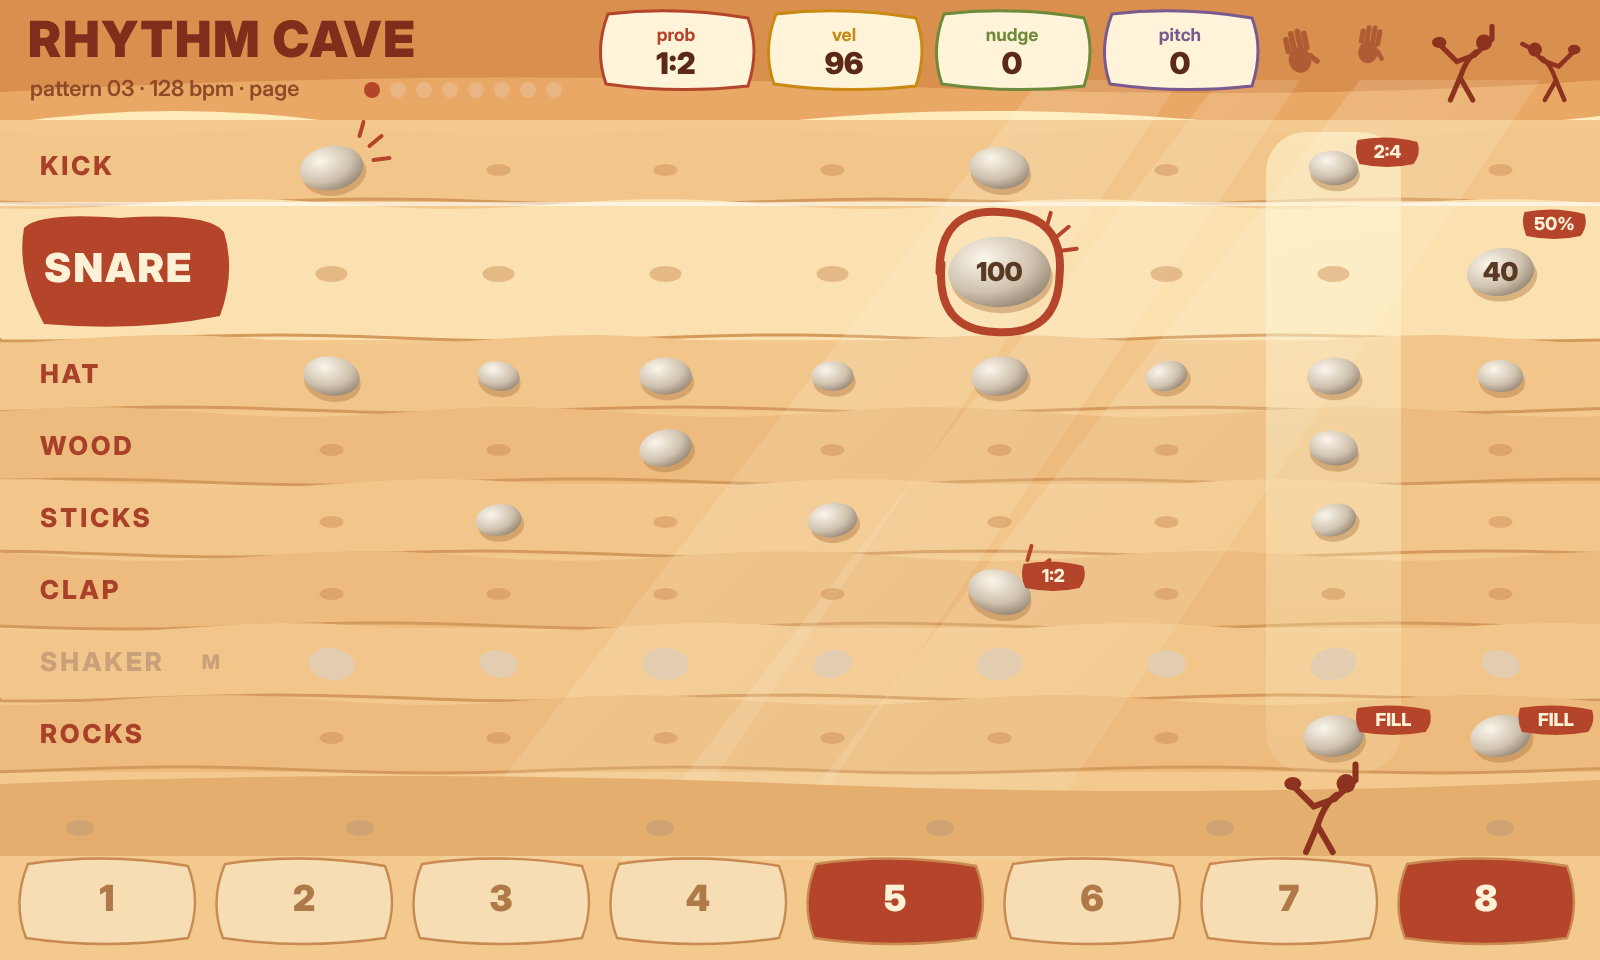 RHYTHM CAVE
pattern 03 · 128 bpm · page
prob
1:2
vel
96
nudge
0
pitch
0
KICK
2:4
SNARE
100
50%
40
HAT
WOOD
STICKS
CLAP
1:2
SHAKER M
ROCKS
FILL
FILL
1 2 3 4 5 6 7 8